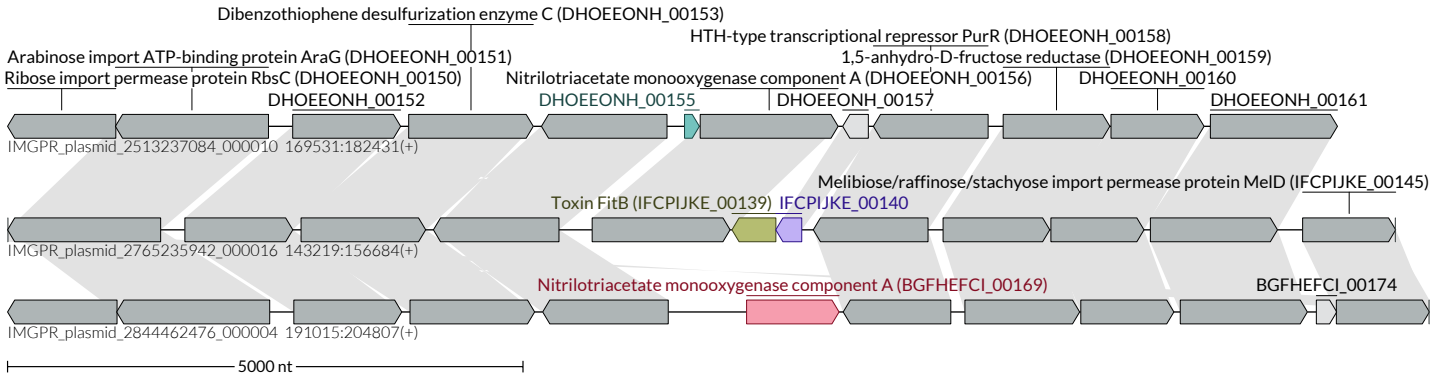 Dibenzothiophene desulfurization enzyme C (DHOEEONH_00153)
HTH-type transcriptional repressor PurR (DHOEEONH_00158)
Arabinose import ATP-binding protein AraG (DHOEEONH_00151)
1,5-anhydro-D-fructose reductase (DHOEEONH_00159)
Ribose import permease protein RbsC (DHOEEONH_00150)
Nitrilotriacetate monooxygenase component A (DHOEEONH_00156)
DHOEEONH_00160
DHOEEONH_00152
DHOEEONH_00155
DHOEEONH_00157
DHOEEONH_00161
IMGPR_plasmid_2513237084_000010 169531:182431(+)
Melibiose/raffinose/stachyose import permease protein MelD (IFCPIJKE_00145)
Toxin FitB (IFCPIJKE_00139)
IFCPIJKE_00140
IMGPR_plasmid_2765235942_000016 143219:156684(+)
Nitrilotriacetate monooxygenase component A (BGFHEFCI_00169)
BGFHEFCI_00174
IMGPR_plasmid_2844462476_000004 191015:204807(+)
5000 nt